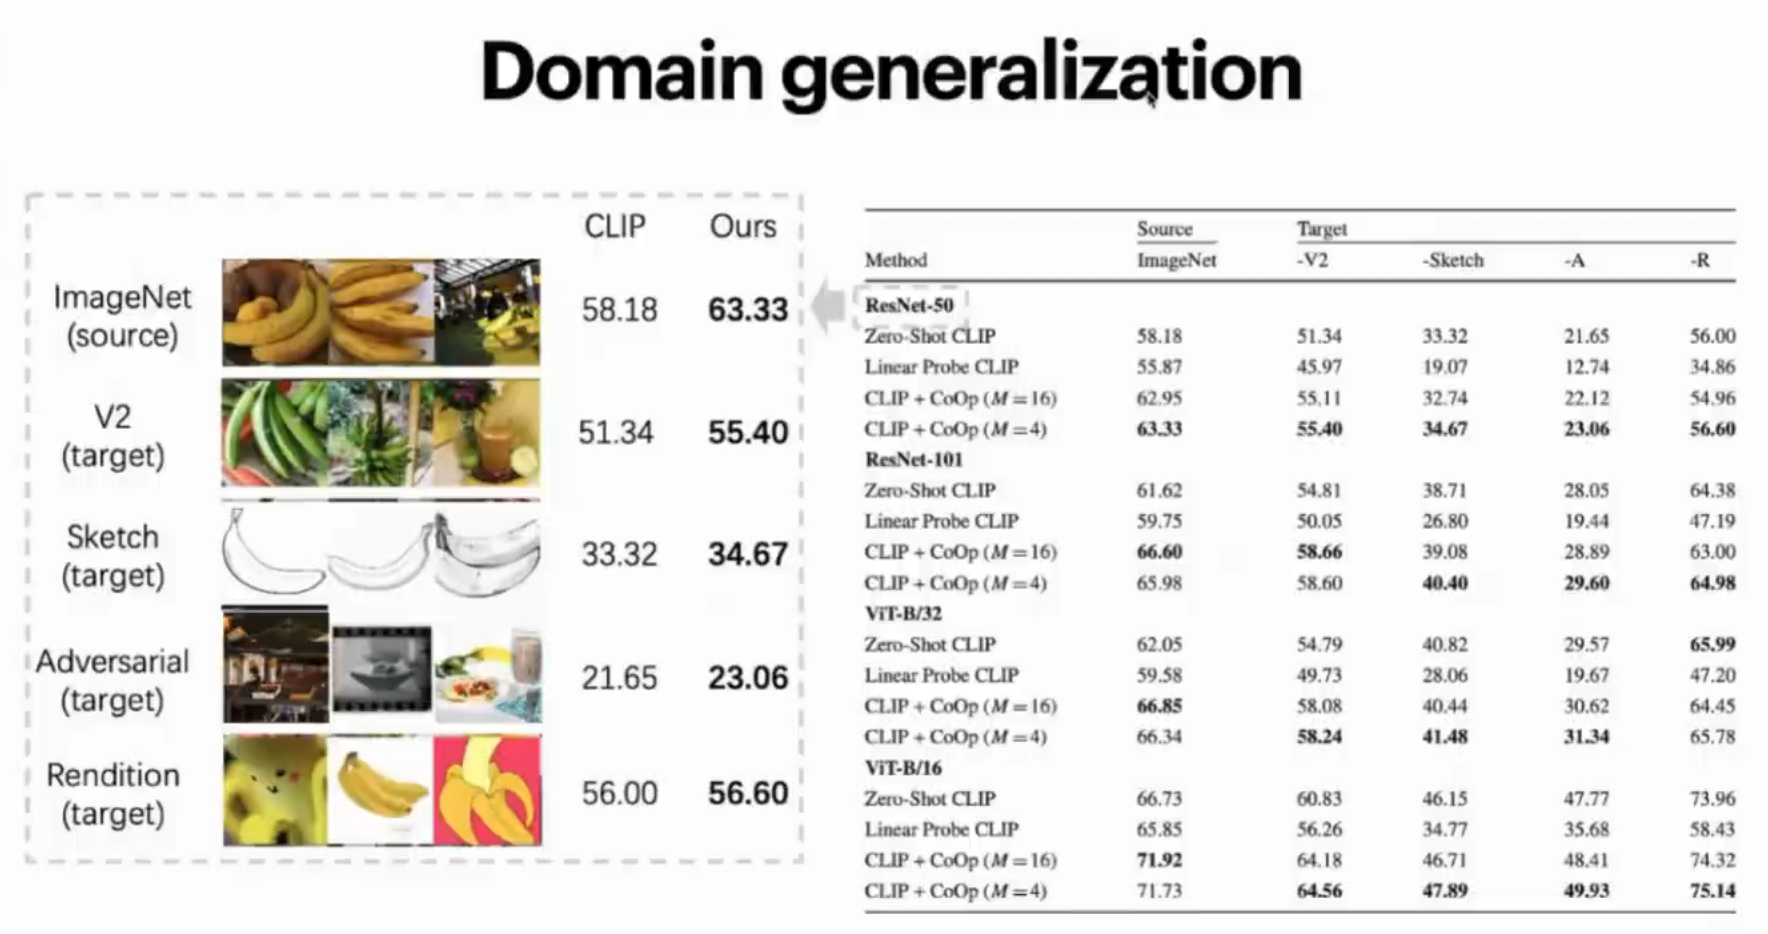 Domain generalization
CLIP Ours
ImageNet
(source)
58.18 63.33
V2
(target)
51.34 55.40
Sketch
(target)
33.32 34.67
Adversarial
(target)
21.65 23.06
Rendition
(target)
56.00 56.60
Source Target
Method ImageNet -V2 -Sketch -A -R
ResNet-50
Zero-Shot CLIP 58.18 51.34 33.32 21.65 56.00
Linear Probe CLIP 55.87 45.97 19.07 12.74 34.86
CLIP + CoOp (M = 16) 62.95 55.11 32.74 22.12 54.96
CLIP + CoOp (M = 4) 63.33 55.40 34.67 23.06 56.60
ResNet-101
Zero-Shot CLIP 61.62 54.81 38.71 28.05 64.38
Linear Probe CLIP 59.75 50.05 26.80 19.44 47.19
CLIP + CoOp (M = 16) 66.60 58.66 39.08 28.89 63.00
CLIP + CoOp (M = 4) 65.98 58.60 40.40 29.60 64.98
ViT-B/32
Zero-Shot CLIP 62.05 54.79 40.82 29.57 65.99
Linear Probe CLIP 59.58 49.73 28.06 19.67 47.20
CLIP + CoOp (M = 16) 66.85 58.08 40.44 30.62 64.45
CLIP + CoOp (M = 4) 66.34 58.24 41.48 31.34 65.78
ViT-B/16
Zero-Shot CLIP 66.73 60.83 46.15 47.77 73.96
Linear Probe CLIP 65.85 56.26 34.77 35.68 58.43
CLIP + CoOp (M = 16) 71.92 64.18 46.71 48.41 74.32
CLIP + CoOp (M = 4) 71.73 64.56 47.89 49.93 75.14